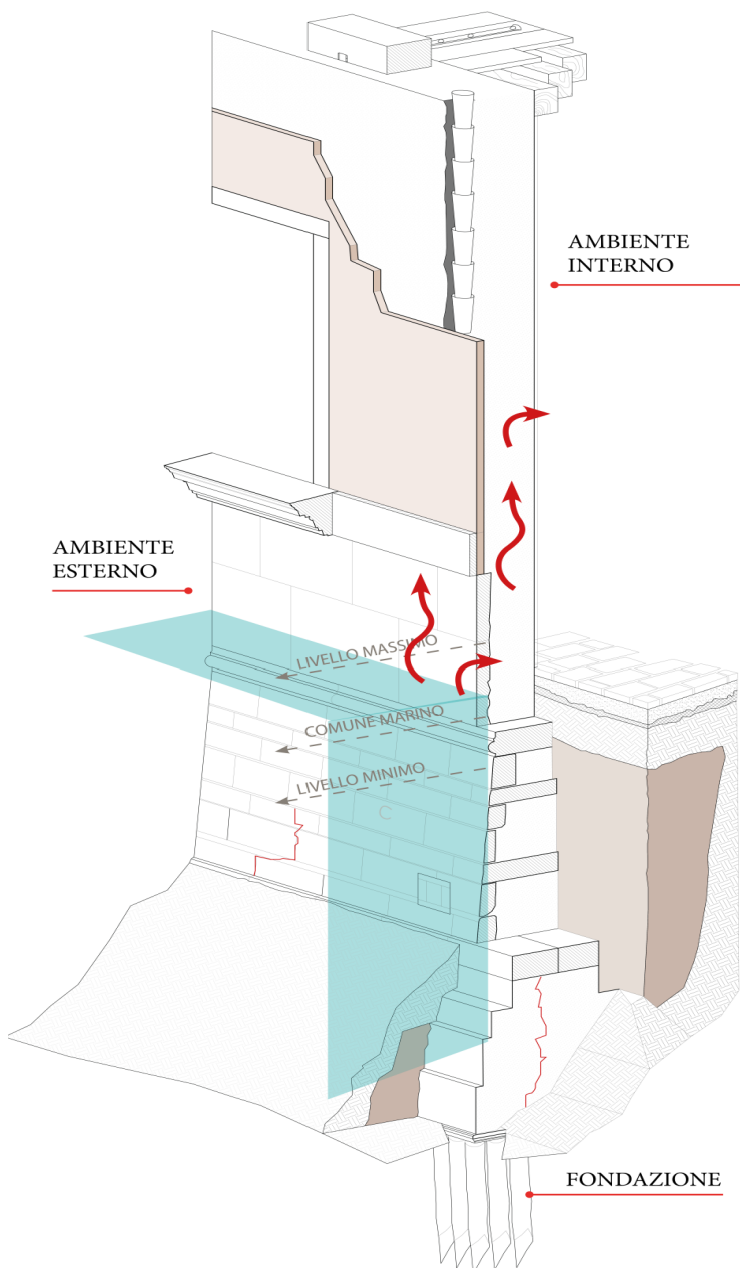 AMBIENTE
INTERNO
AMBIENTE
ESTERNO
LIVELLO MASSIMO
COMUNE MARINO
LIVELLO MINIMO
C
FONDAZIONE